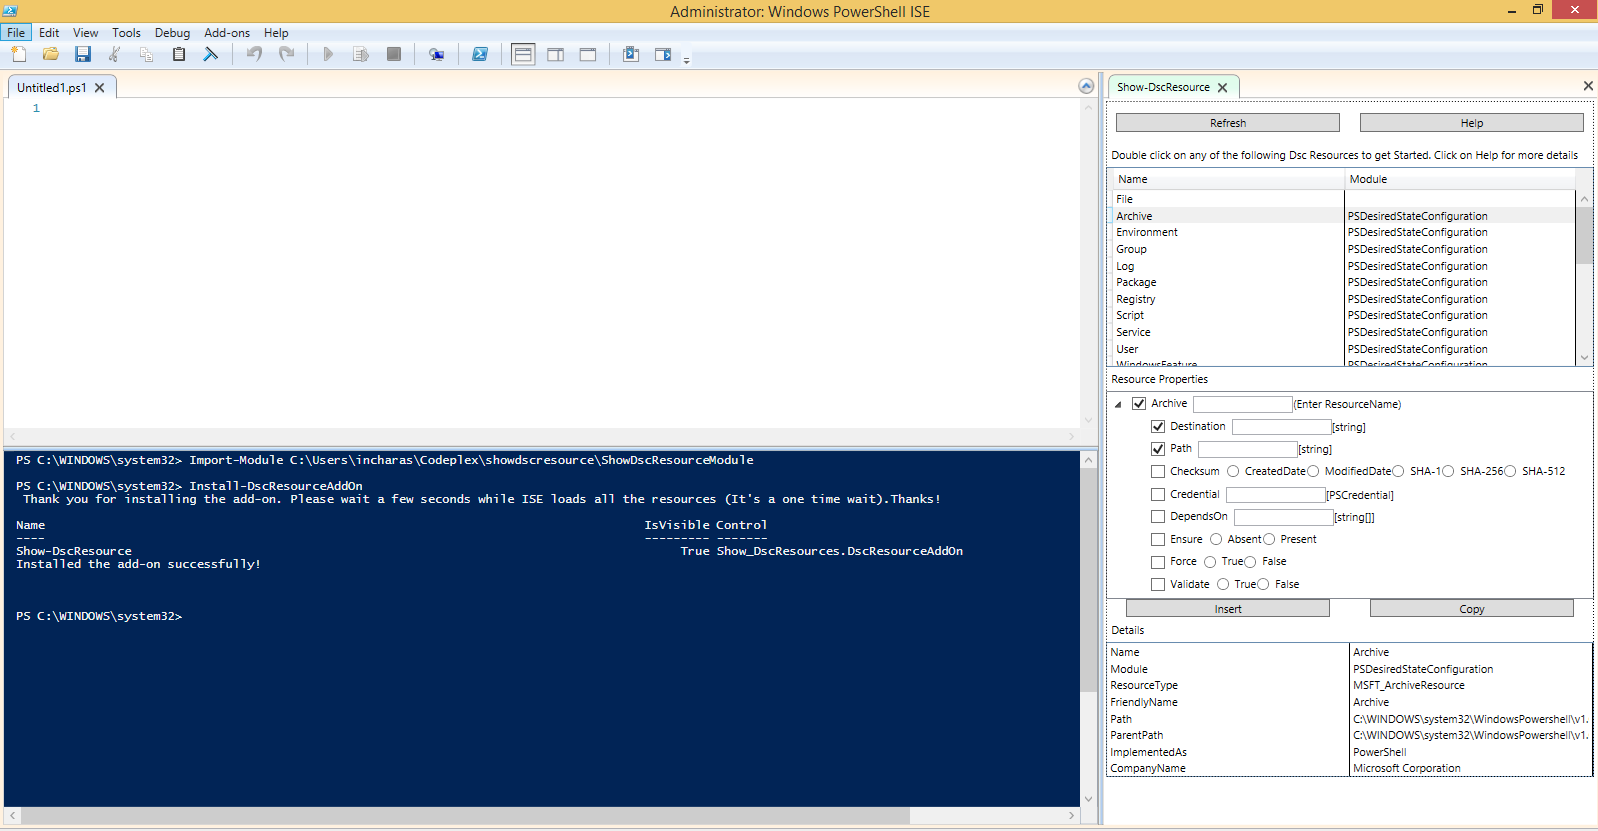 Administrator: Windows PowerShell ISE
File Edit View Tools Debug Add-ons Help
Untitled1.ps1
1
PS C:\WINDOWS\system32> Import-Module C:\Users\incharas\Codeplex\showdscresource\ShowDscResourceModule
PS C:\WINDOWS\system32> Install-DscResourceAddOn
Thank you for installing the add-on. Please wait a few seconds while ISE loads all the resources (It's a one time wait).Thanks!
Name IsVisible Control
---- --------- -------
Show-DscResource True Show_DscResources.DscResourceAddOn
Installed the add-on successfully!
PS C:\WINDOWS\system32>
Show-DscResource
Refresh Help
Double click on any of the following Dsc Resources to get Started. Click on Help for more details
Name Module
File
Archive PSDesiredStateConfiguration
Environment PSDesiredStateConfiguration
Group PSDesiredStateConfiguration
Log PSDesiredStateConfiguration
Package PSDesiredStateConfiguration
Registry PSDesiredStateConfiguration
Script PSDesiredStateConfiguration
Service PSDesiredStateConfiguration
User PSDesiredStateConfiguration
WindowsFeature PSDesiredStateConfiguration
Resource Properties
Archive (Enter ResourceName)
Destination [string]
Path [string]
Checksum CreatedDate ModifiedDate SHA-1 SHA-256 SHA-512
Credential [PSCredential]
DependsOn [string[]]
Ensure Absent Present
Force True False
Validate True False
Insert Copy
Details
Name Archive
Module PSDesiredStateConfiguration
ResourceType MSFT_ArchiveResource
FriendlyName Archive
Path C:\WINDOWS\system32\WindowsPowershell\v1.
ParentPath C:\WINDOWS\system32\WindowsPowershell\v1.
ImplementedAs PowerShell
CompanyName Microsoft Corporation